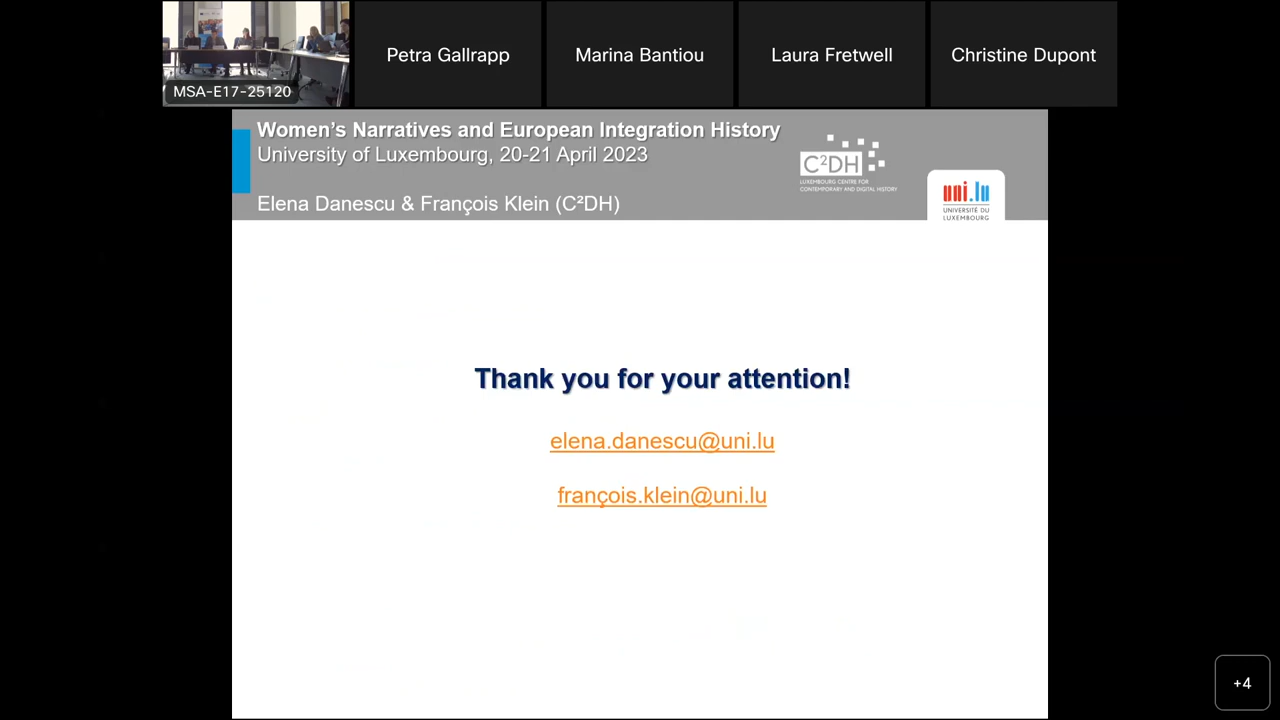 Petra Gallrapp
Marina Bantiou
Laura Fretwell
Christine Dupont
MSA-E17-25120
Women's Narratives and European Integration History
University of Luxembourg, 20-21 April 2023
Elena Danescu & François Klein (C²DH)
C²DH
LUXEMBOURG CENTRE FOR
CONTEMPORARY AND DIGITAL HISTORY
uni.lu
UNIVERSITÉ DU
LUXEMBOURG
Thank you for your attention!
elena.danescu@uni.lu
françois.klein@uni.lu
+4